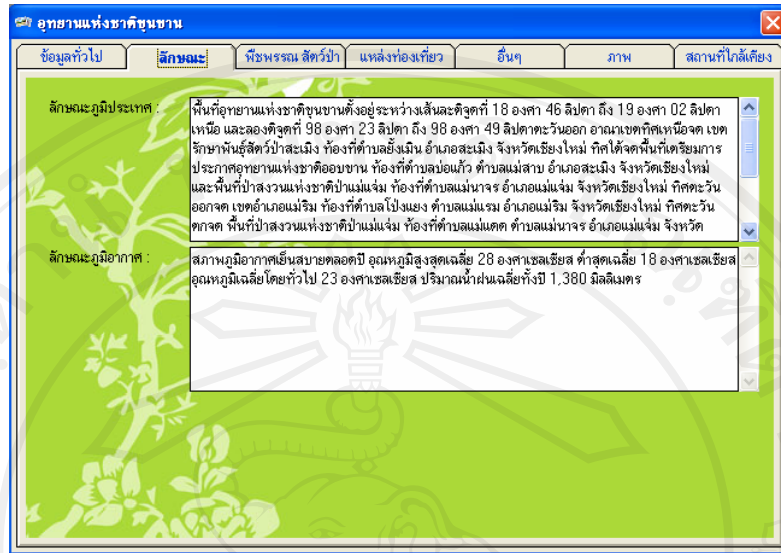 อุทยานแห่งชาติขุนขาน
ข้อมูลทั่วไป ลักษณะ พืชพรรณ สัตว์ป่า แหล่งท่องเที่ยว อื่นๆ ภาพ สถานที่ใกล้เคียง
ลักษณะภูมิประเทศ :
พื้นที่อุทยานแห่งชาติขุนขานตั้งอยู่ระหว่างเส้นละติจูดที่ 18 องศา 46 ลิปดา ถึง 19 องศา 02 ลิปดา
เหนือ และลองติจูดที่ 98 องศา 23 ลิปดา ถึง 98 องศา 49 ลิปดาตะวันออก อาณาเขตทิศเหนือจด เขต
รักษาพันธุ์สัตว์ป่าสะเมิง ท้องที่ตำบลยั้งเมิน อำเภอสะเมิง จังหวัดเชียงใหม่ ทิศใต้จดพื้นที่เตรียมการ
ประกาศอุทยานแห่งชาติออบขาน ท้องที่ตำบลบ่อแก้ว ตำบลแม่สาบ อำเภอสะเมิง จังหวัดเชียงใหม่
และพื้นที่ป่าสงวนแห่งชาติป่าแม่แจ่ม ท้องที่ตำบลแม่นาจร อำเภอแม่แจ่ม จังหวัดเชียงใหม่ ทิศตะวัน
ออกจด เขตอำเภอแม่ริม ท้องที่ตำบลโป่งแยง ตำบลแม่แรม อำเภอแม่ริม จังหวัดเชียงใหม่ ทิศตะวัน
ตกจด พื้นที่ป่าสงวนแห่งชาติป่าแม่แจ่ม ท้องที่ตำบลแม่แดด ตำบลแม่นาจร อำเภอแม่แจ่ม จังหวัด
ลักษณะภูมิอากาศ :
สภาพภูมิอากาศเย็นสบายตลอดปี อุณหภูมิสูงสุดเฉลี่ย 28 องศาเซลเซียส ต่ำสุดเฉลี่ย 18 องศาเซลเซียส
อุณหภูมิเฉลี่ยโดยทั่วไป 23 องศาเซลเซียส ปริมาณน้ำฝนเฉลี่ยทั้งปี 1,380 มิลลิเมตร